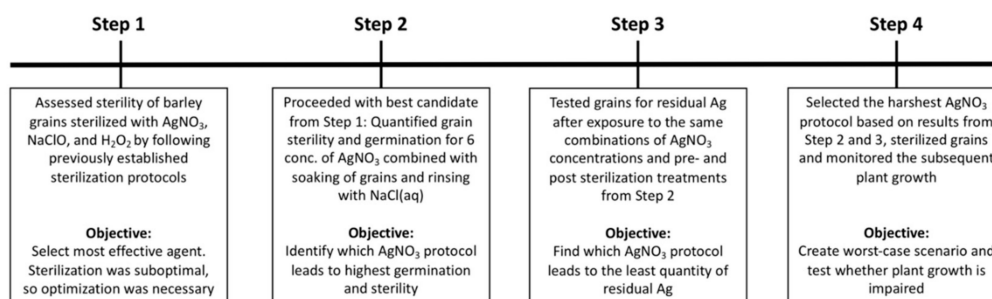 Step 1
Step 2
Step 3
Step 4
Assessed sterility of barley
grains sterilized with AgNO₃,
NaClO, and H₂O₂ by following
previously established
sterilization protocols
Objective:
Select most effective agent.
Sterilization was suboptimal,
so optimization was necessary
Proceeded with best candidate
from Step 1: Quantified grain
sterility and germination for 6
conc. of AgNO₃ combined with
soaking of grains and rinsing
with NaCl(aq)
Objective:
Identify which AgNO₃ protocol
leads to highest germination
and sterility
Tested grains for residual Ag
after exposure to the same
combinations of AgNO₃
concentrations and pre- and
post sterilization treatments
from Step 2
Objective:
Find which AgNO₃ protocol
leads to the least quantity of
residual Ag
Selected the harshest AgNO₃
protocol based on results from
Step 2 and 3, sterilized grains
and monitored the subsequent
plant growth
Objective:
Create worst-case scenario and
test whether plant growth is
impaired